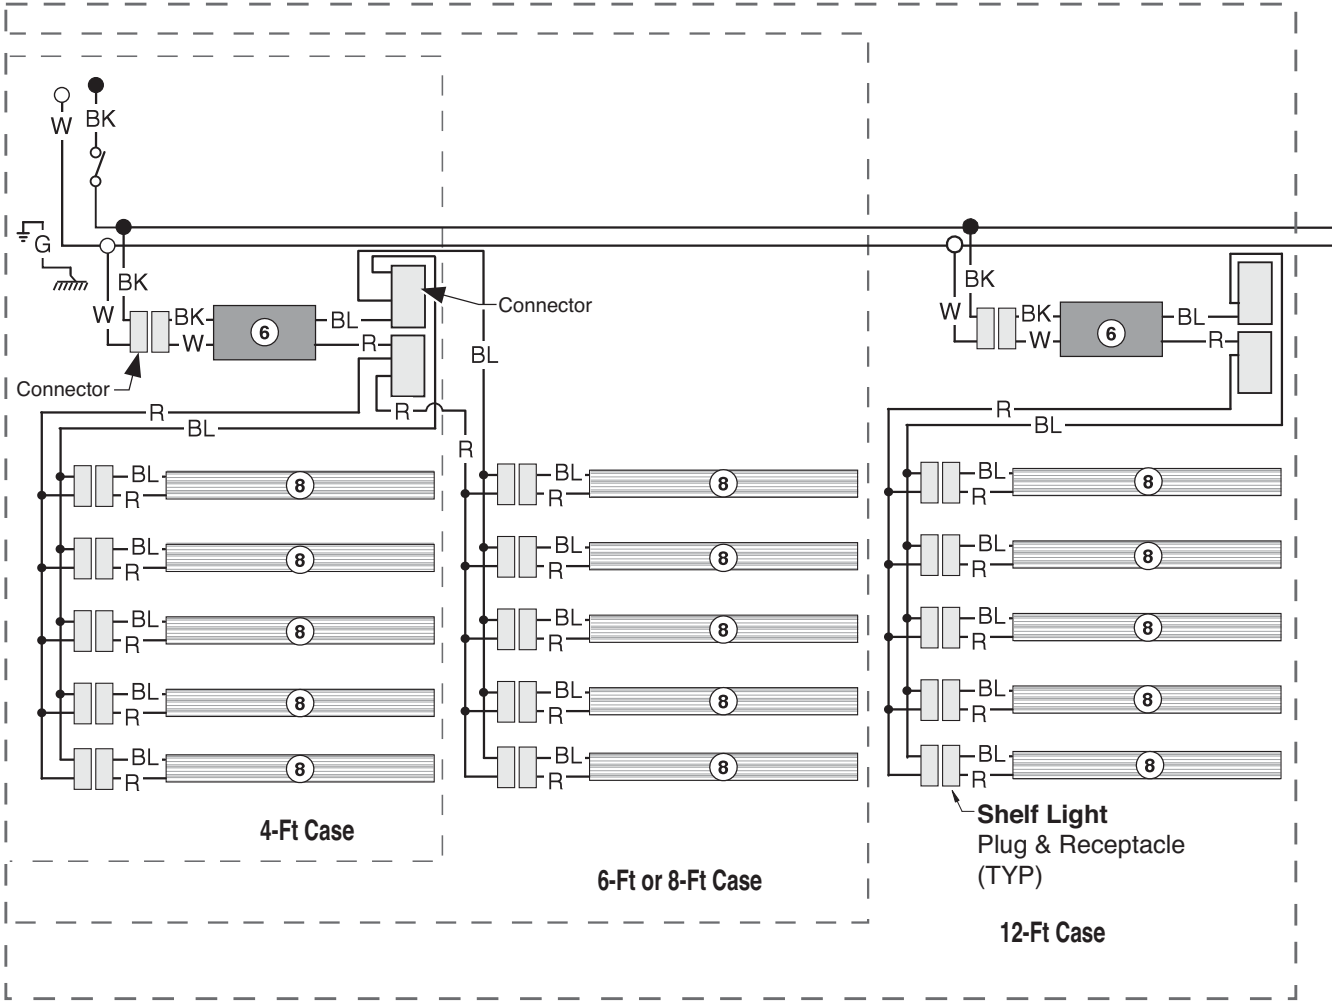 W
BK
G
BK
W
BK
6
BL
W
R
Connector
Connector
BL
BK
W
BK
6
BL
W
R
R
BL
R
R
R
BL
BL
8
R
BL
8
R
BL
8
R
BL
8
R
BL
8
R
BL
8
R
BL
8
R
BL
8
R
BL
8
R
BL
8
R
BL
8
R
BL
8
R
BL
8
R
BL
8
R
BL
8
R
Shelf Light
Plug & Receptacle
(TYP)
4-Ft Case
6-Ft or 8-Ft Case
12-Ft Case